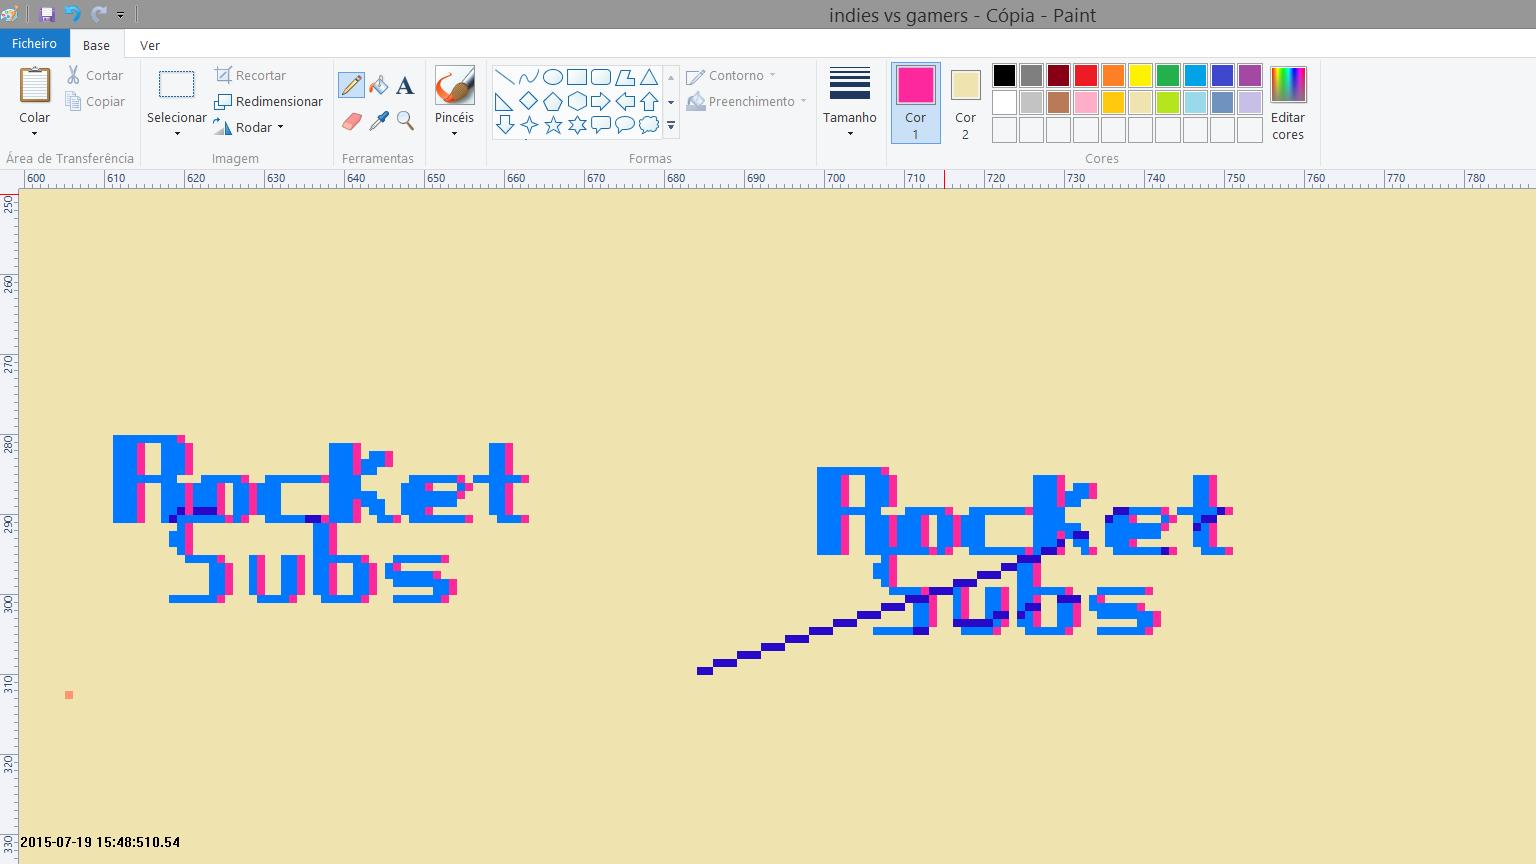 indies vs gamers - Cópia - Paint
Ficheiro Base Ver
Colar
Cortar
Copiar
Área de Transferência
Selecionar
Recortar
Redimensionar
Rodar
Imagem
A
Ferramentas
Pincéis
Contorno
Preenchimento
Formas
Tamanho
Cor 1
Cor 2
Editar cores
Cores
600 610 620 630 640 650 660 670 680 690 700 710 720 730 740 750 760 770 780
250
260
270
280
290
300
310
320
330
Rocket
Subs
Rocket
Subs
2015-07-19 15:48:510.54